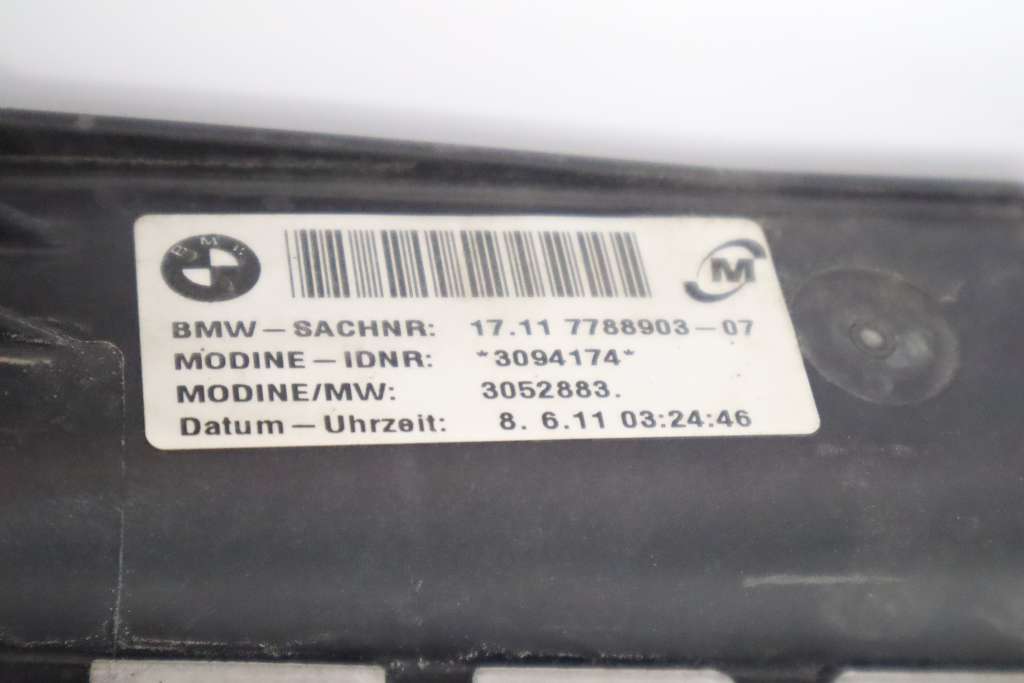 BMW
M
BMW-SACHNR: 17.11 7788903-07
MODINE-IDNR: *3094174*
MODINE/MW: 3052883.
Datum-Uhrzeit: 8. 6.11 03:24:46